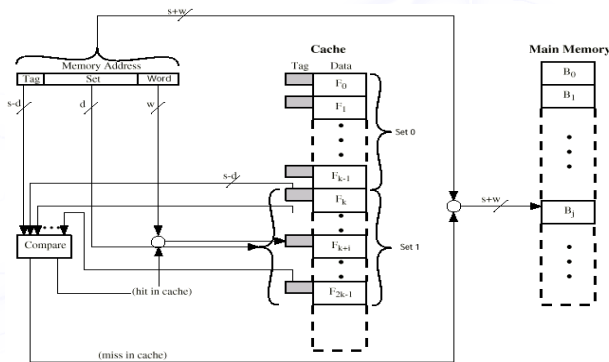 s+w
Cache
Main Memory
Memory Address
Tag Data
Tag Set Word
s-d d w
F0
F1
Set 0
Fk-1
s-d
Fk
Fk+i
Set 1
F2k-1
Compare
(hit in cache)
(miss in cache)
s+w
B0
B1
Bj